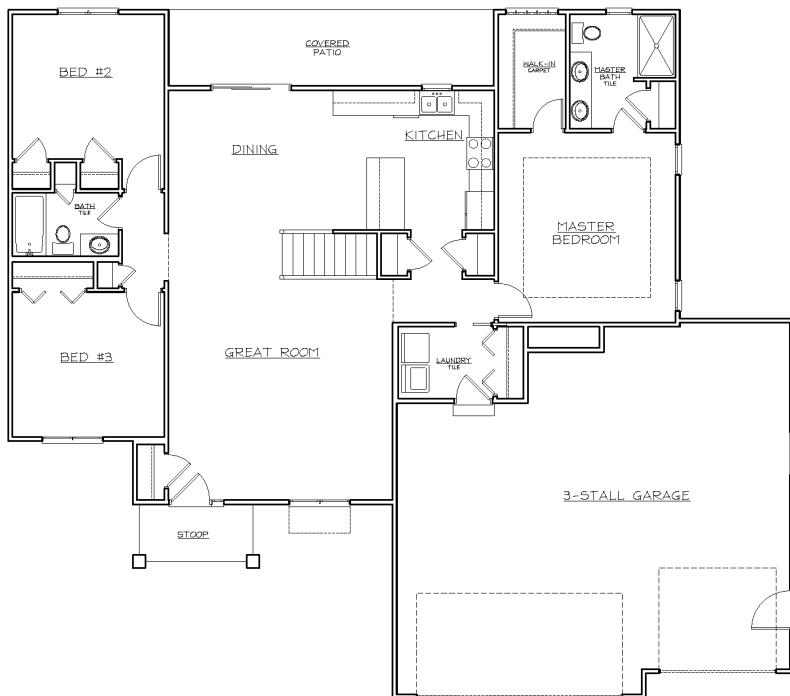 COVERED
PATIO
BED #2
WALK-IN
CARPET
MASTER
BATH
TILE
KITCHEN
DINING
BATH
TILE
MASTER
BEDROOM
BED #3
GREAT ROOM
LAUNDRY
TILE
3-STALL GARAGE
STOOP